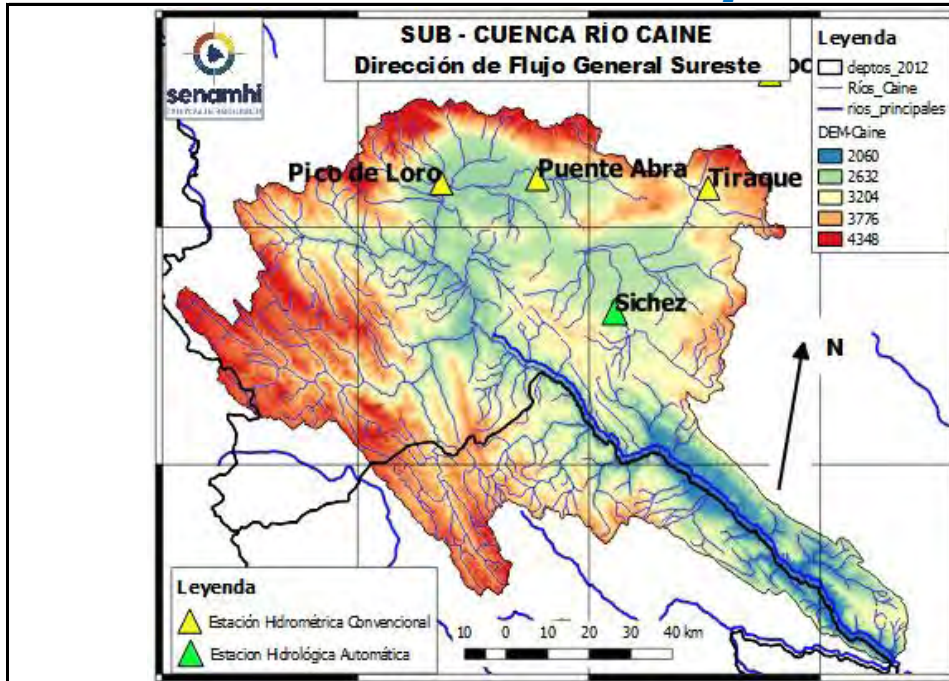 senamhi
SUB - CUENCA RÍO CAINE
Dirección de Flujo General Sureste
Leyenda
deptos_2012
Ríos_Caine
rios_principales
DEM-Caine
2060
2632
3204
3776
4348
Pico de Loro
Puente Abra
Tiraque
Sichez
N
Leyenda
Estación Hidrométrica Convencional
Estacion Hidrológica Automática
10 0 10 20 30 40 km